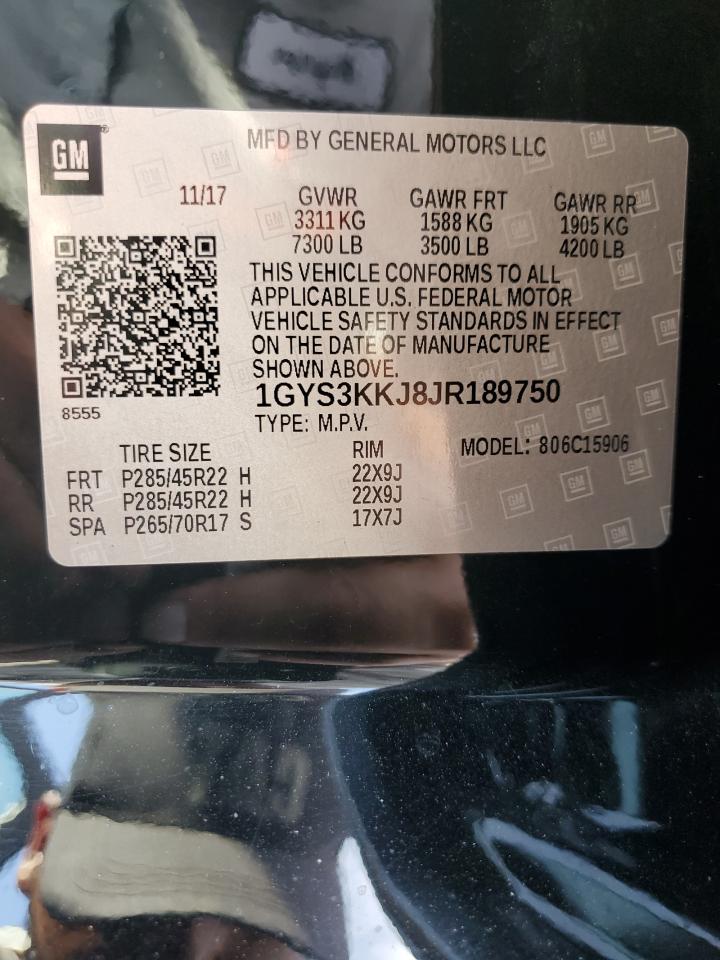 GM
MFD BY GENERAL MOTORS LLC
11/17 GVWR GAWR FRT GAWR RR
3311 KG 1588 KG 1905 KG
7300 LB 3500 LB 4200 LB
THIS VEHICLE CONFORMS TO ALL
APPLICABLE U.S. FEDERAL MOTOR
VEHICLE SAFETY STANDARDS IN EFFECT
ON THE DATE OF MANUFACTURE
SHOWN ABOVE.
1GYS3KKJ8JR189750
8555
TYPE: M.P.V.
TIRE SIZE RIM MODEL: 806C15906
FRT P285/45R22 H 22X9J
RR P285/45R22 H 22X9J
SPA P265/70R17 S 17X7J